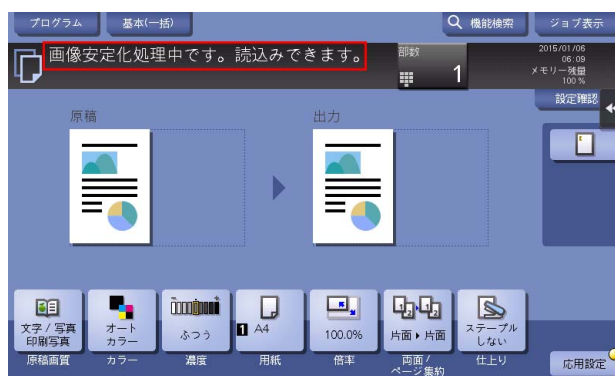 プログラム
基本(一括)
機能検索
ジョブ表示
画像安定化処理中です。読込みできます。
部数
1
2015/01/06
06:09
メモリー残量
100 %
設定確認
原稿
出力
文字 / 写真
印刷写真
オート
カラー
ふつう
1 A4
100.0%
片面 ▸ 片面
ステープル
しない
原稿画質
カラー
濃度
用紙
倍率
両面 /
ページ集約
仕上り
応用設定